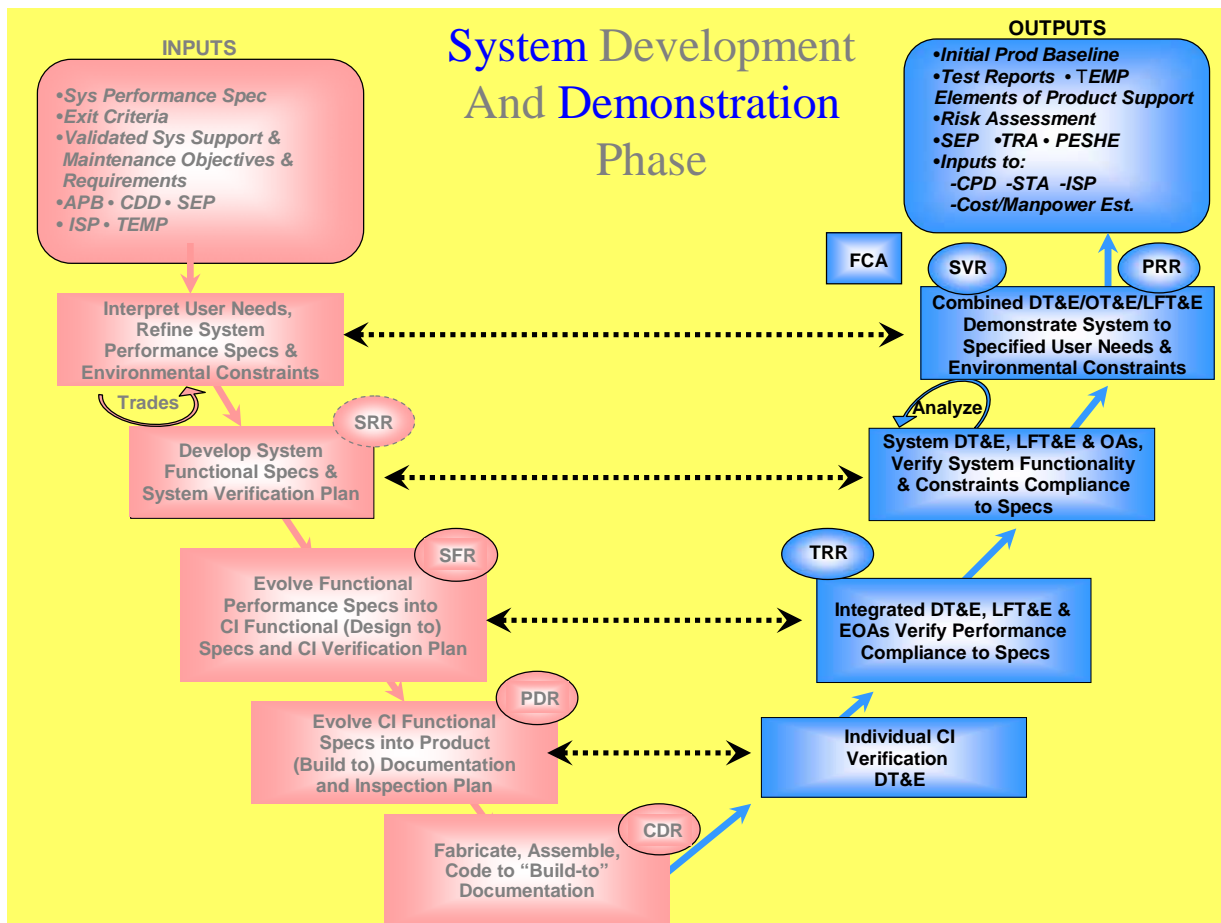 System Development
And Demonstration
Phase
INPUTS
•Sys Performance Spec
•Exit Criteria
•Validated Sys Support &
Maintenance Objectives &
Requirements
•APB • CDD • SEP
• ISP • TEMP
Interpret User Needs,
Refine System
Performance Specs &
Environmental Constraints
Trades
SRR
Develop System
Functional Specs &
System Verification Plan
SFR
Evolve Functional
Performance Specs into
CI Functional (Design to)
Specs and CI Verification Plan
PDR
Evolve CI Functional
Specs into Product
(Build to) Documentation
and Inspection Plan
CDR
Fabricate, Assemble,
Code to “Build-to”
Documentation
Individual CI
Verification
DT&E
TRR
Integrated DT&E, LFT&E &
EOAs Verify Performance
Compliance to Specs
System DT&E, LFT&E & OAs,
Verify System Functionality
& Constraints Compliance
to Specs
Analyze
Combined DT&E/OT&E/LFT&E
Demonstrate System to
Specified User Needs &
Environmental Constraints
FCA
SVR
PRR
OUTPUTS
•Initial Prod Baseline
•Test Reports • TEMP
Elements of Product Support
•Risk Assessment
•SEP •TRA • PESHE
•Inputs to:
-CPD -STA -ISP
-Cost/Manpower Est.